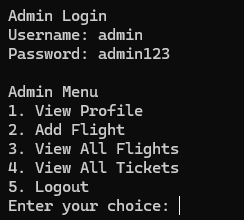 Admin Login
Username: admin
Password: admin123
Admin Menu
1. View Profile
2. Add Flight
3. View All Flights
4. View All Tickets
5. Logout
Enter your choice: